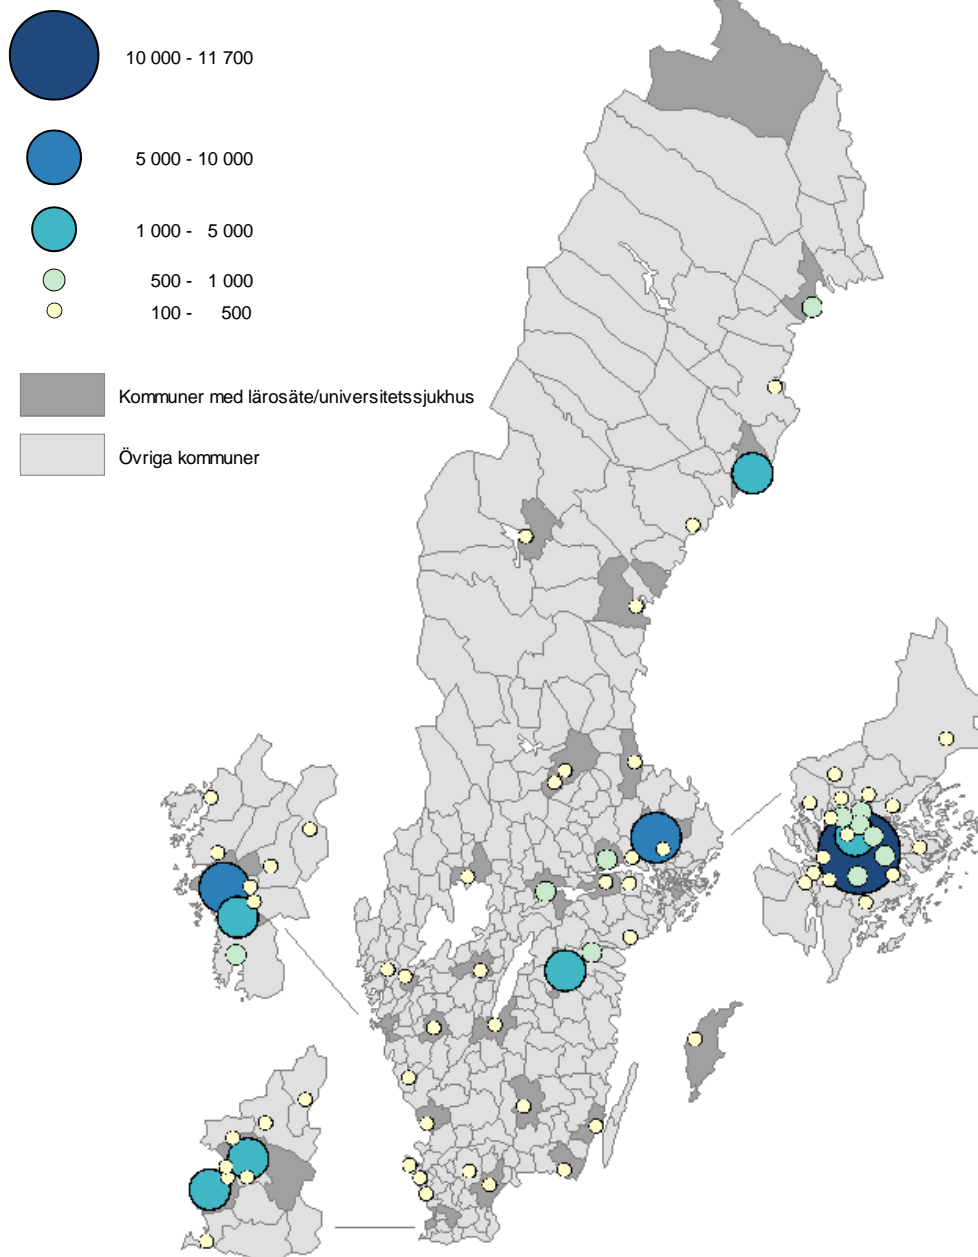 10 000 - 11 700
5 000 - 10 000
1 000 - 5 000
500 - 1 000
100 - 500
Kommuner med lärosäte/universitetssjukhus
Övriga kommuner